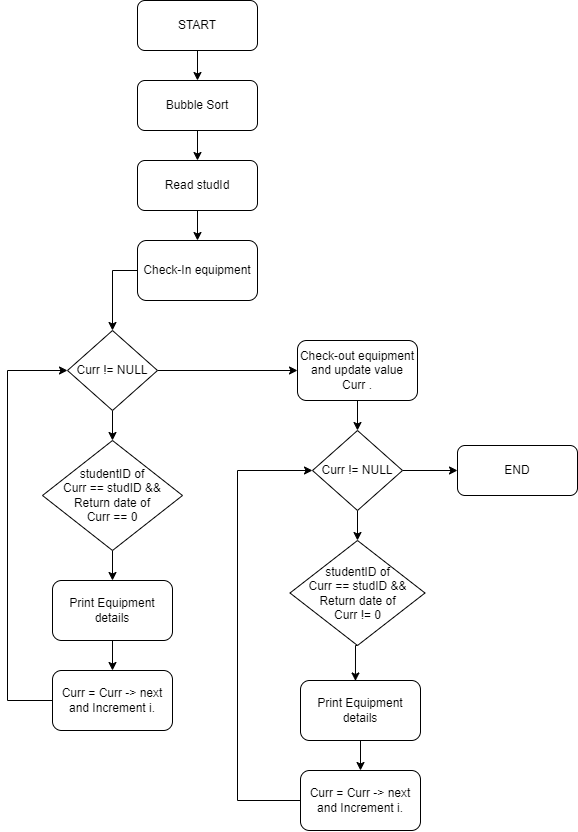 START
Bubble Sort
Read studId
Check-In equipment
Curr != NULL
studentID of
Curr == studID &&
Return date of
Curr == 0
Print Equipment
details
Curr = Curr -> next
and Increment i.
Check-out equipment
and update value
Curr .
Curr != NULL
END
studentID of
Curr == studID &&
Return date of
Curr != 0
Print Equipment
details
Curr = Curr -> next
and Increment i.